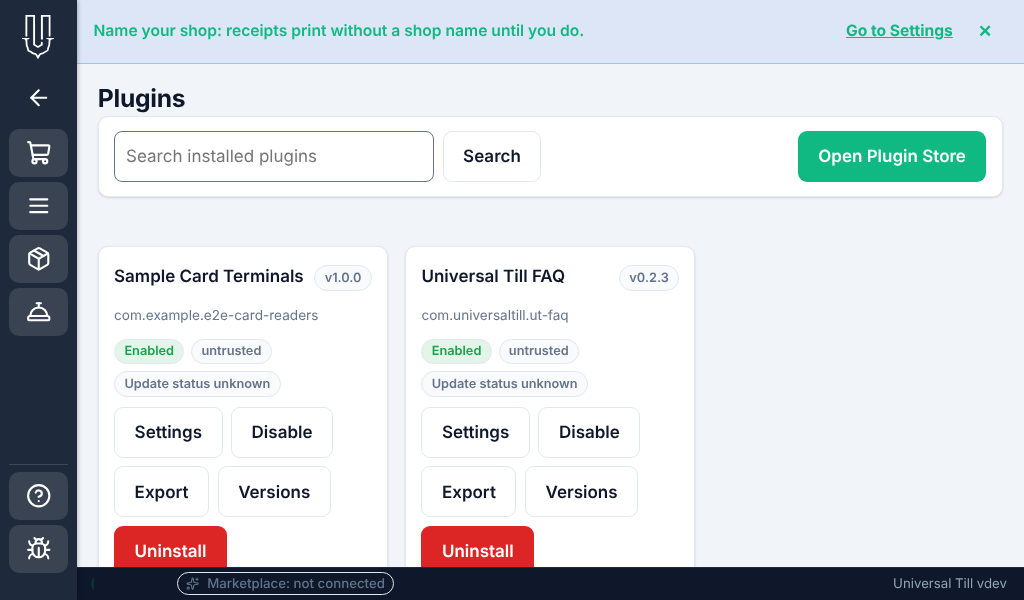 Name your shop: receipts print without a shop name until you do.
Go to Settings
Plugins
Search installed plugins
Search
Open Plugin Store
Sample Card Terminals
v1.0.0
com.example.e2e-card-readers
Enabled
untrusted
Update status unknown
Settings
Disable
Export
Versions
Uninstall
Universal Till FAQ
v0.2.3
com.universaltill.ut-faq
Enabled
untrusted
Update status unknown
Settings
Disable
Export
Versions
Uninstall
Marketplace: not connected
Universal Till vdev